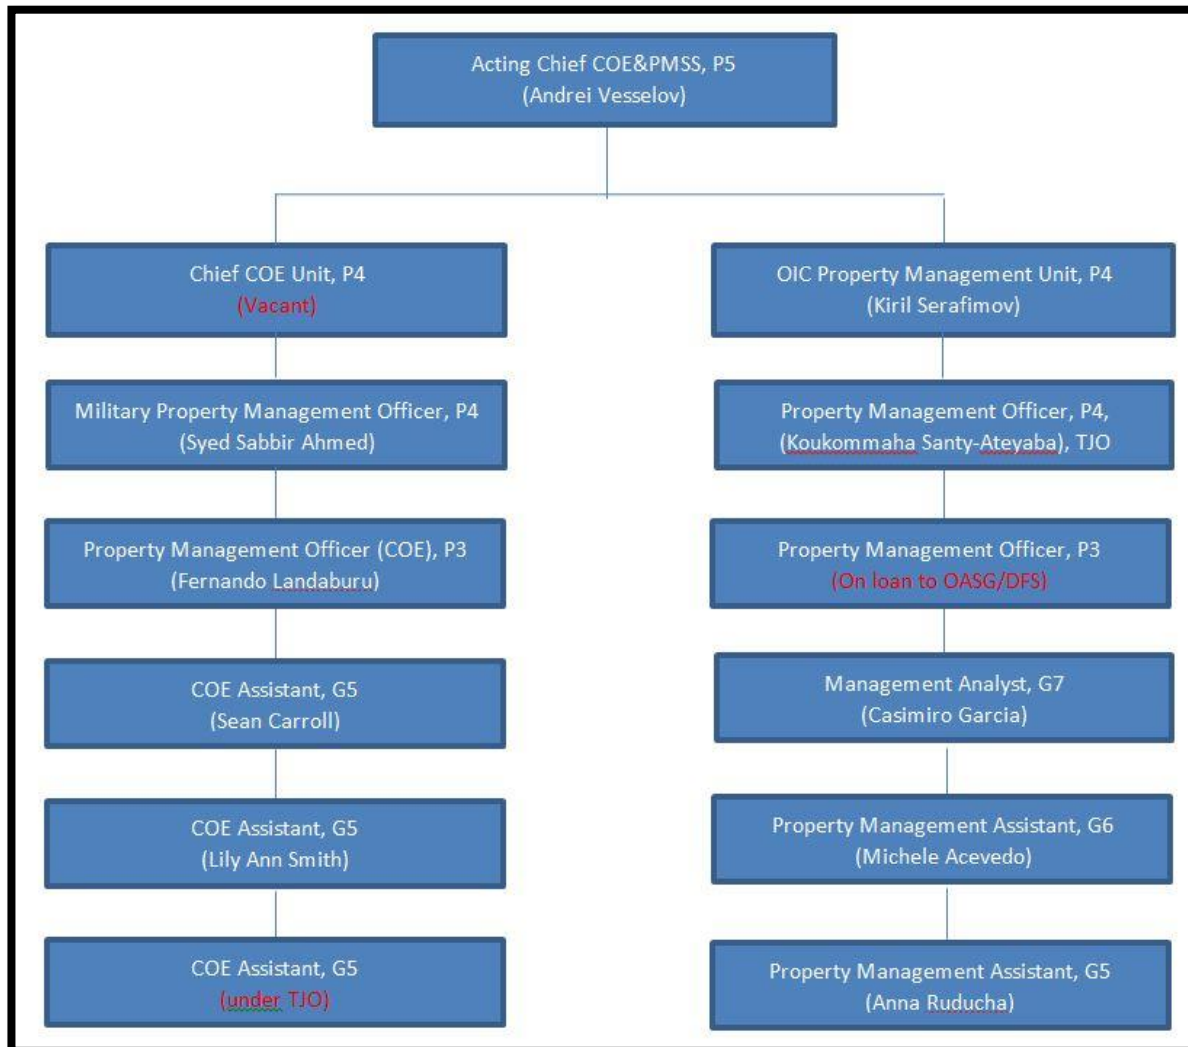 Acting Chief COE&PMSS, P5
(Andrei Vesselov)
Chief COE Unit, P4
(Vacant)
Military Property Management Officer, P4
(Syed Sabbir Ahmed)
Property Management Officer (COE), P3
(Fernando Landaburu)
COE Assistant, G5
(Sean Carroll)
COE Assistant, G5
(Lily Ann Smith)
COE Assistant, G5
(under TJO)
OIC Property Management Unit, P4
(Kiril Serafimov)
Property Management Officer, P4,
(Koukommaha Santy-Ateyaba), TJO
Property Management Officer, P3
(On loan to OASG/DFS)
Management Analyst, G7
(Casimiro Garcia)
Property Management Assistant, G6
(Michele Acevedo)
Property Management Assistant, G5
(Anna Ruducha)